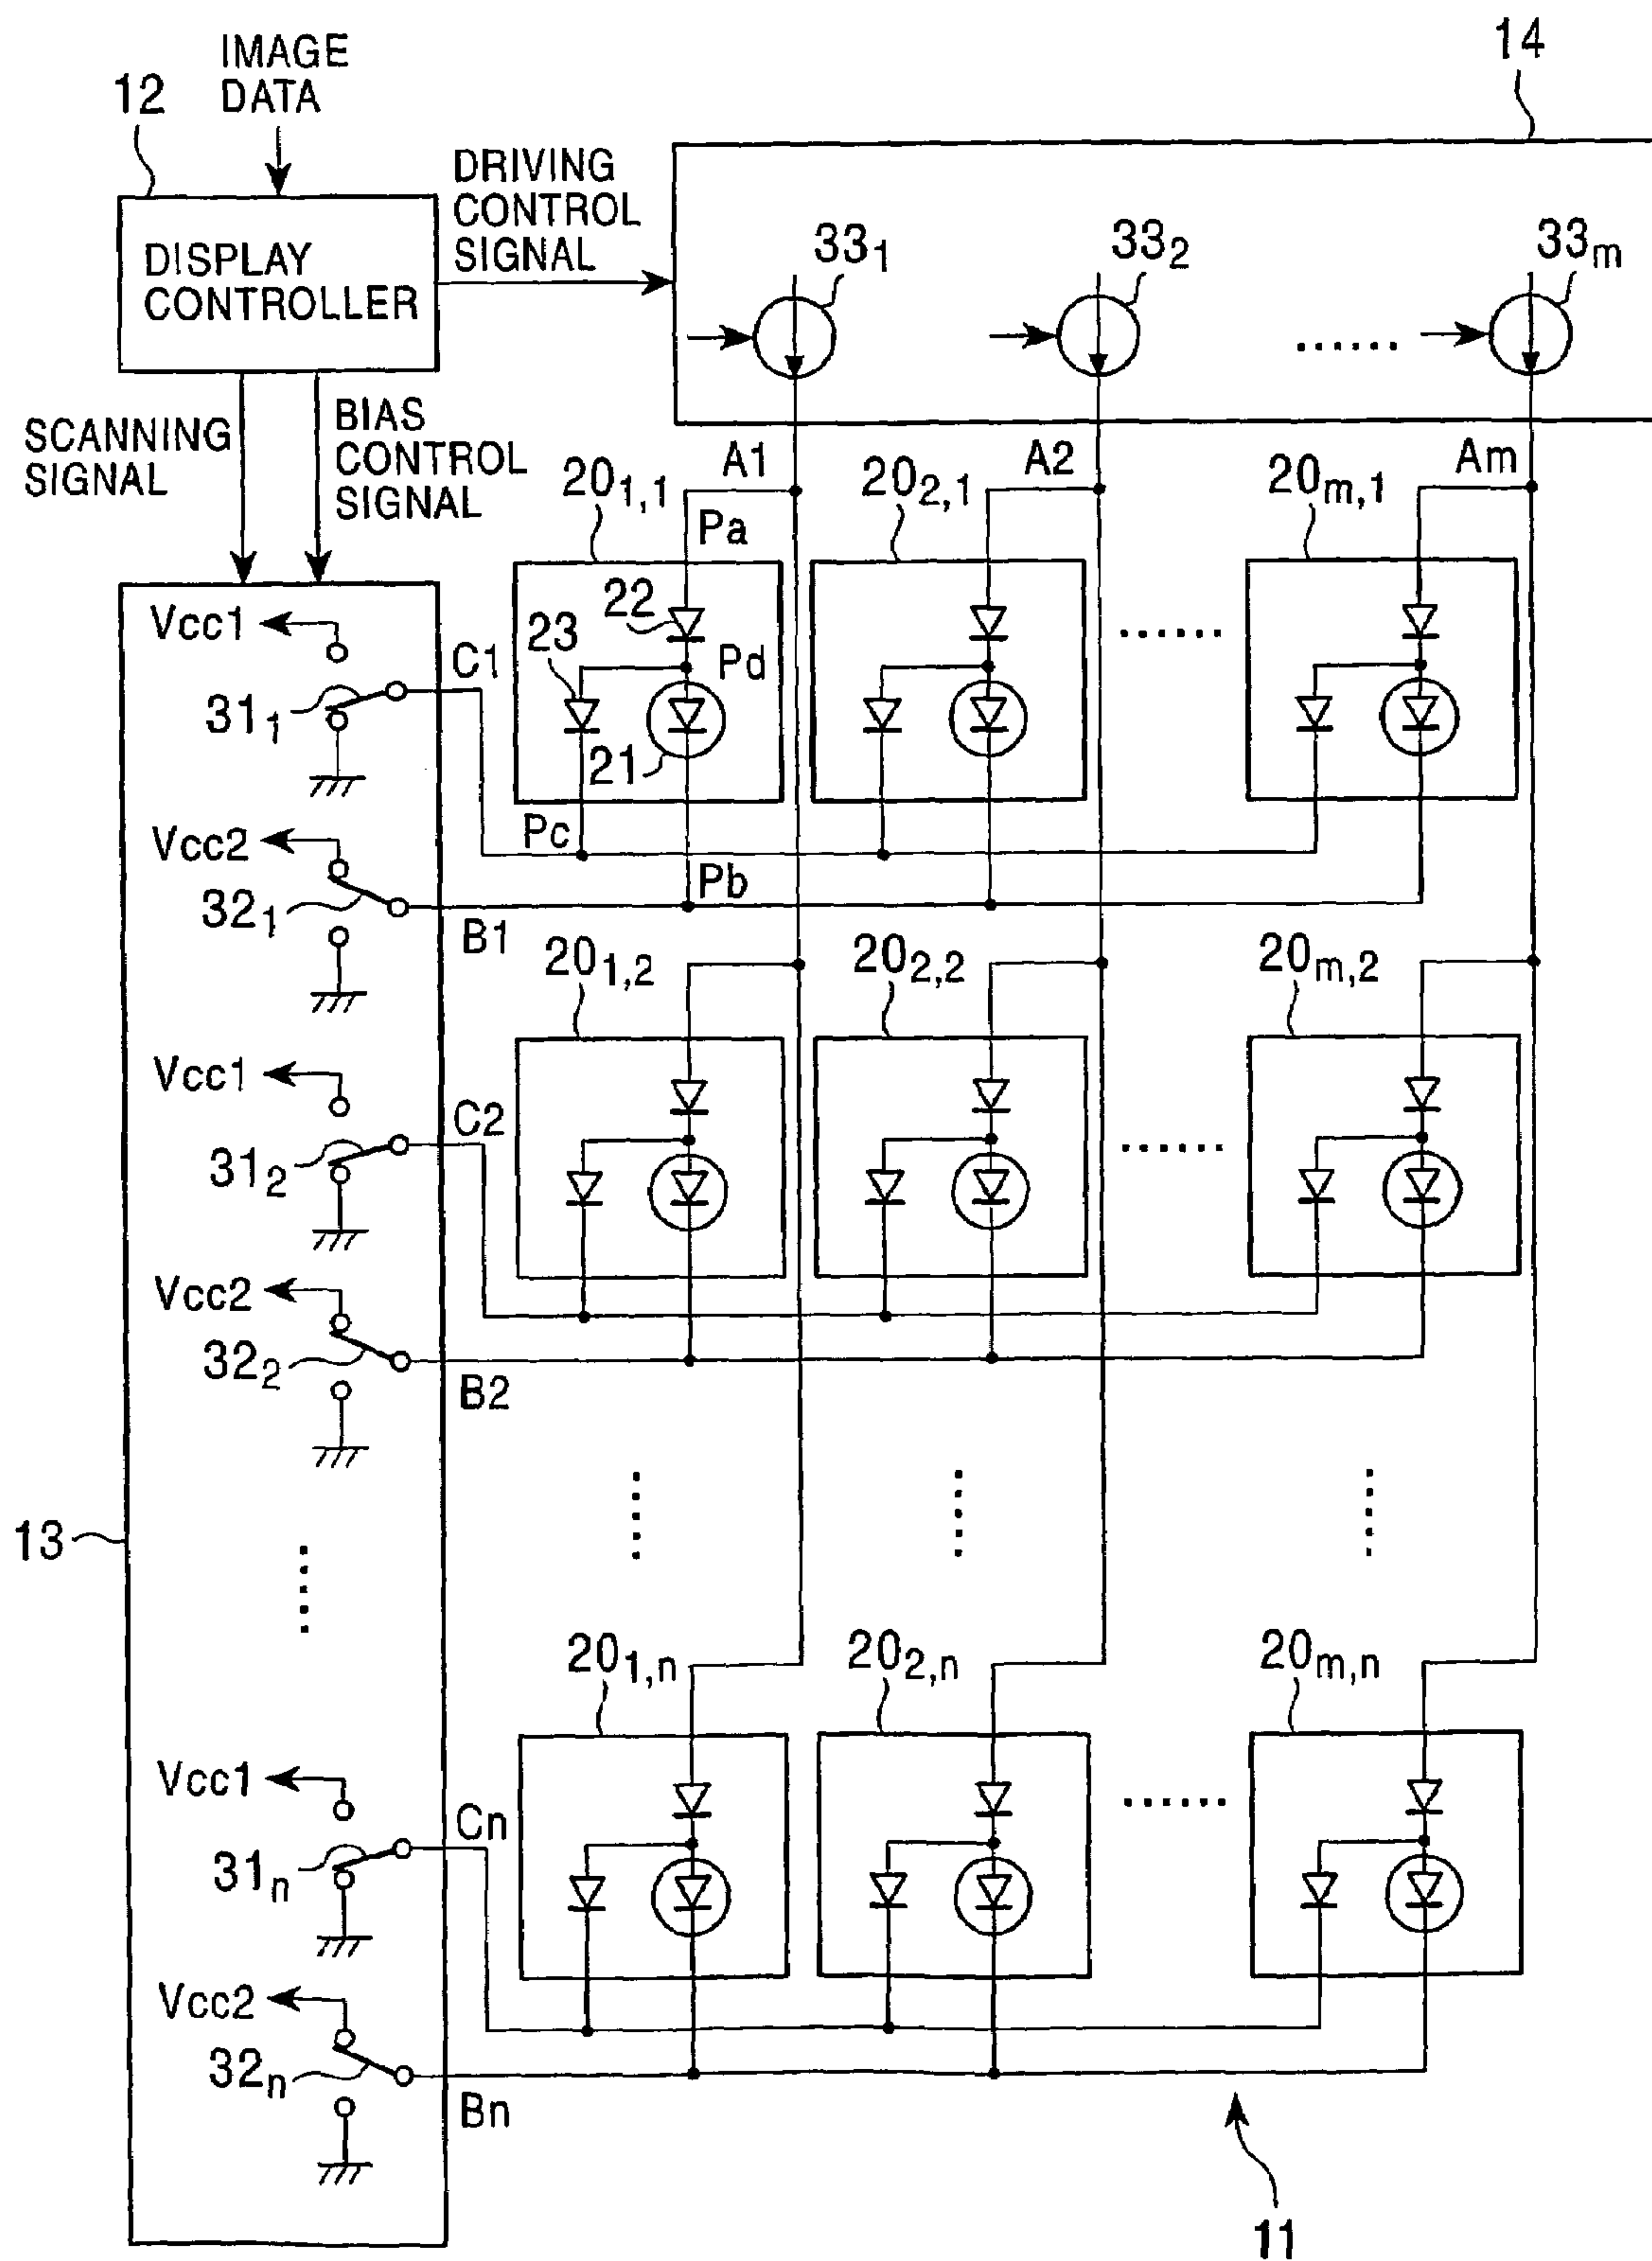 IMAGE
DATA
12
14
DRIVING
CONTROL
SIGNAL
DISPLAY
CONTROLLER
33₁
33₂
33ₘ
......
SCANNING
SIGNAL
BIAS
CONTROL
SIGNAL
A1
A2
Am
20₁,₁
20₂,₁
20ₘ,₁
Pa
22
23
Pd
21
......
Vcc1
C1
31₁
Pc
Vcc2
Pb
32₁
B1
20₁,₂
20₂,₂
20ₘ,₂
Vcc1
C2
31₂
......
Vcc2
32₂
B2
13
20₁,ₙ
20₂,ₙ
20ₘ,ₙ
Vcc1
Cn
31ₙ
......
Vcc2
32ₙ
Bn
11